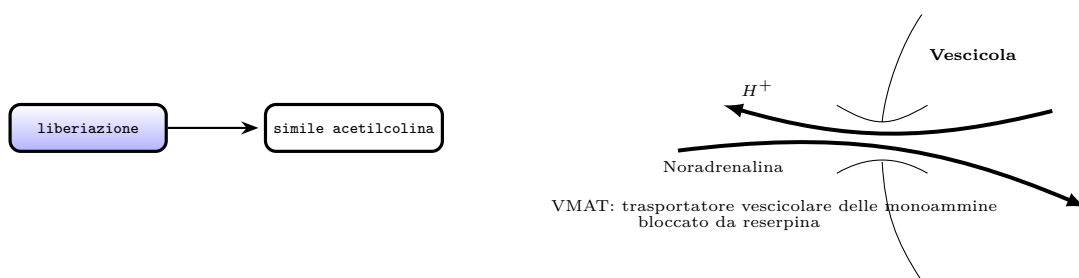 liberiazione
simile acetilcolina
Vescicola
H+
Noradrenalina
VMAT: trasportatore vescicolare delle monoammine
bloccato da reserpina